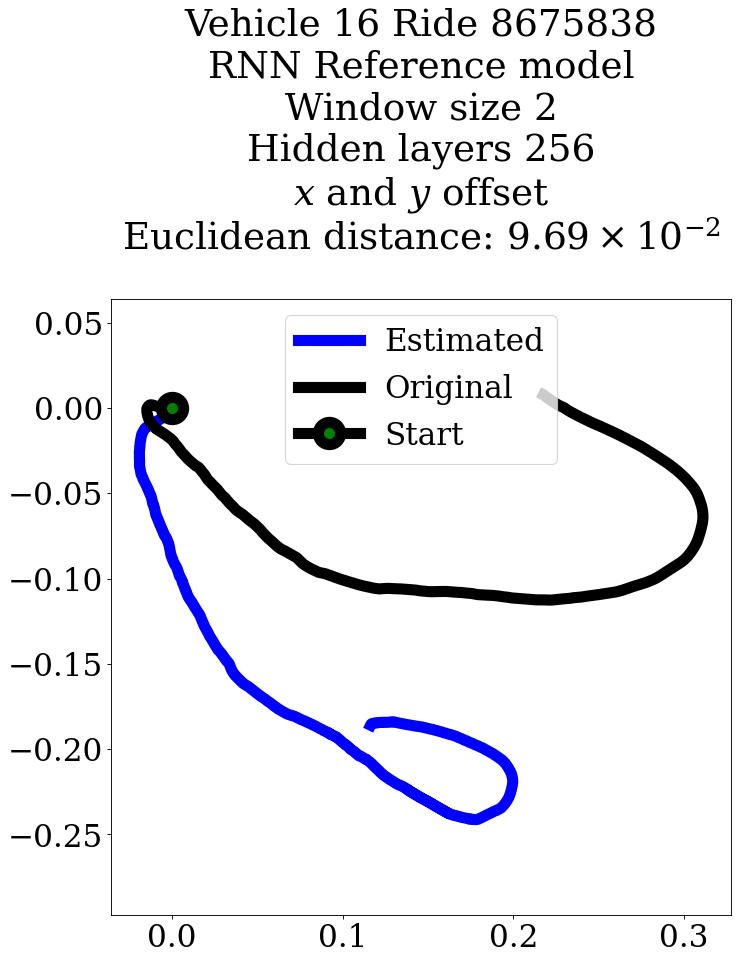 Vehicle 16 Ride 8675838
RNN Reference model
Window size 2
Hidden layers 256
x and y offset
Euclidean distance: 9.69 × 10⁻²
Estimated
Original
Start
0.05
0.00
−0.05
−0.10
−0.15
−0.20
−0.25
0.0 0.1 0.2 0.3